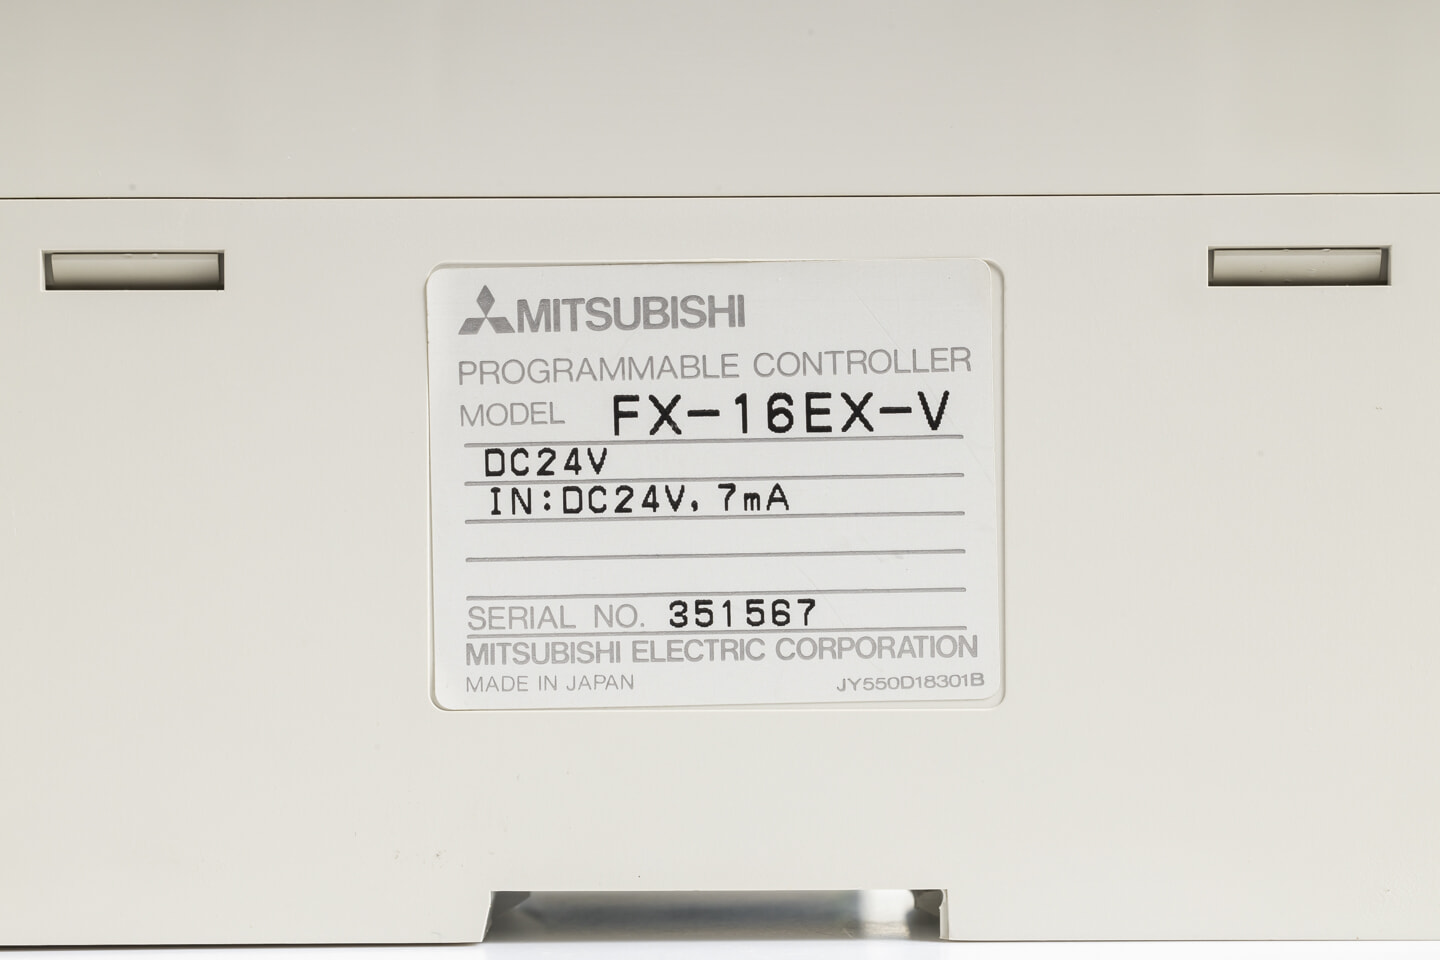 MITSUBISHI
PROGRAMMABLE CONTROLLER
MODEL FX-16EX-V
DC24V
IN:DC24V, 7mA
SERIAL NO. 351567
MITSUBISHI ELECTRIC CORPORATION
MADE IN JAPAN JY550D18301B